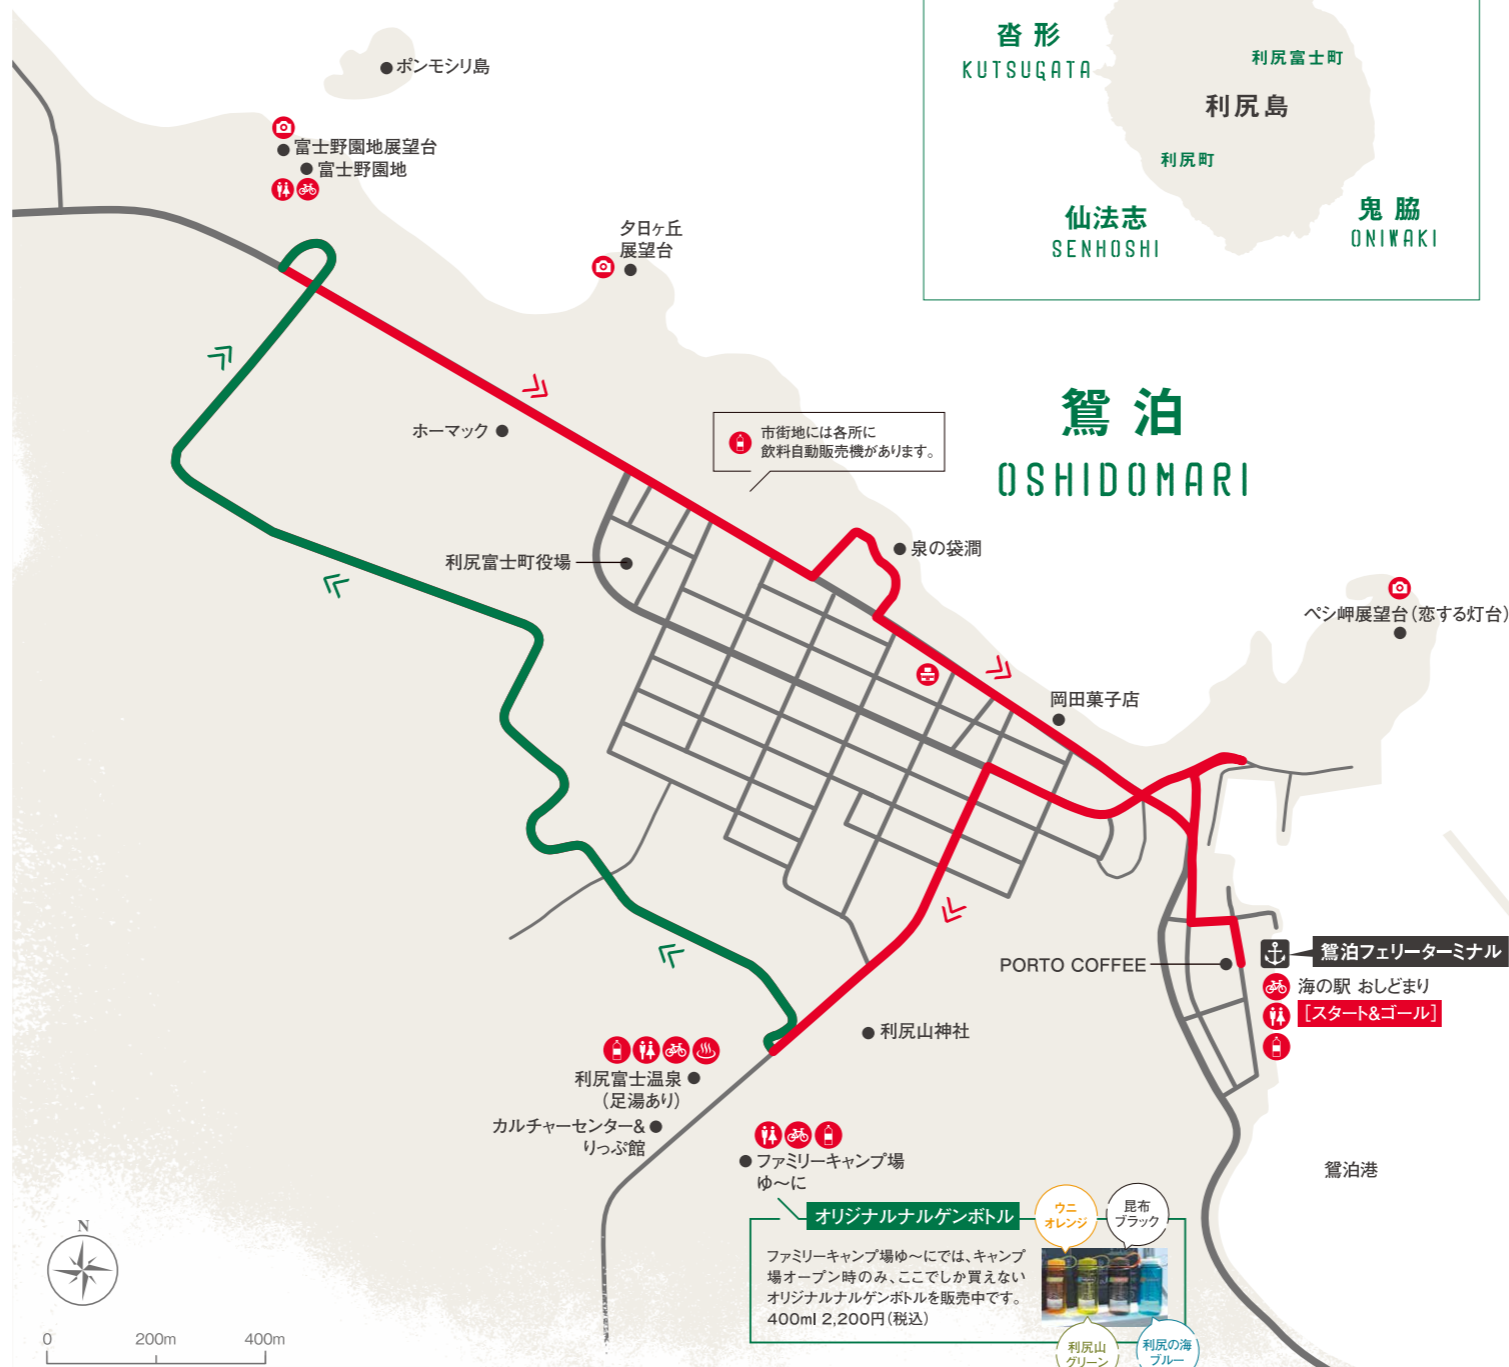 沓形
KUTSUGATA
利尻富士町
利尻島
利尻町
仙法志
SENHOSHI
鬼脇
ONIWAKI
ポンモシリ島
富士野園地展望台
富士野園地
夕日ヶ丘
展望台
ホーマック
市街地には各所に
飲料自動販売機があります。
鴛泊
OSHIDOMARI
利尻富士町役場
泉の袋澗
ペシ岬展望台(恋する灯台)
岡田菓子店
PORTO COFFEE
鴛泊フェリーターミナル
海の駅 おしどまり
[スタート&ゴール]
利尻山神社
利尻富士温泉
(足湯あり)
カルチャーセンター&
りっぷ館
ファミリーキャンプ場
ゆ〜に
鴛泊港
オリジナルナルゲンボトル
ウニ
オレンジ
昆布
ブラック
ファミリーキャンプ場ゆ〜にでは、キャンプ
場オープン時のみ、ここでしか買えない
オリジナルナルゲンボトルを販売中です。
400ml 2,200円(税込)
利尻山
グリーン
利尻の海
ブルー
N
0 200m 400m